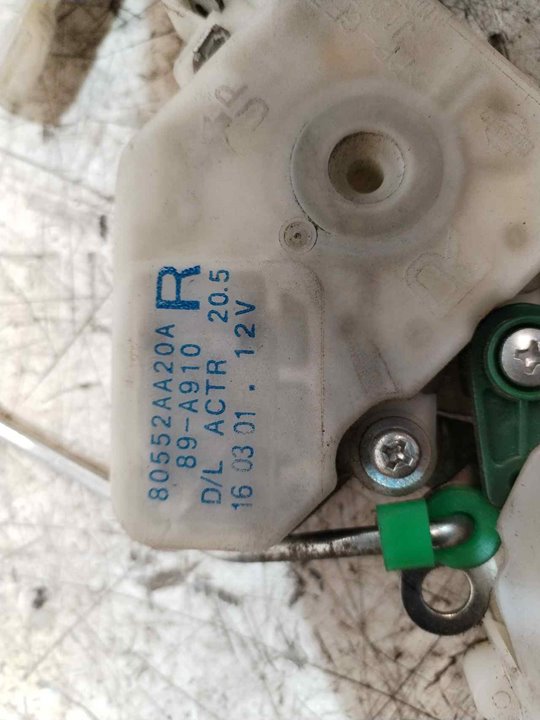 80552AA20A R
89-A910
D/L ACTR 20.5
16 03 01 . 12V